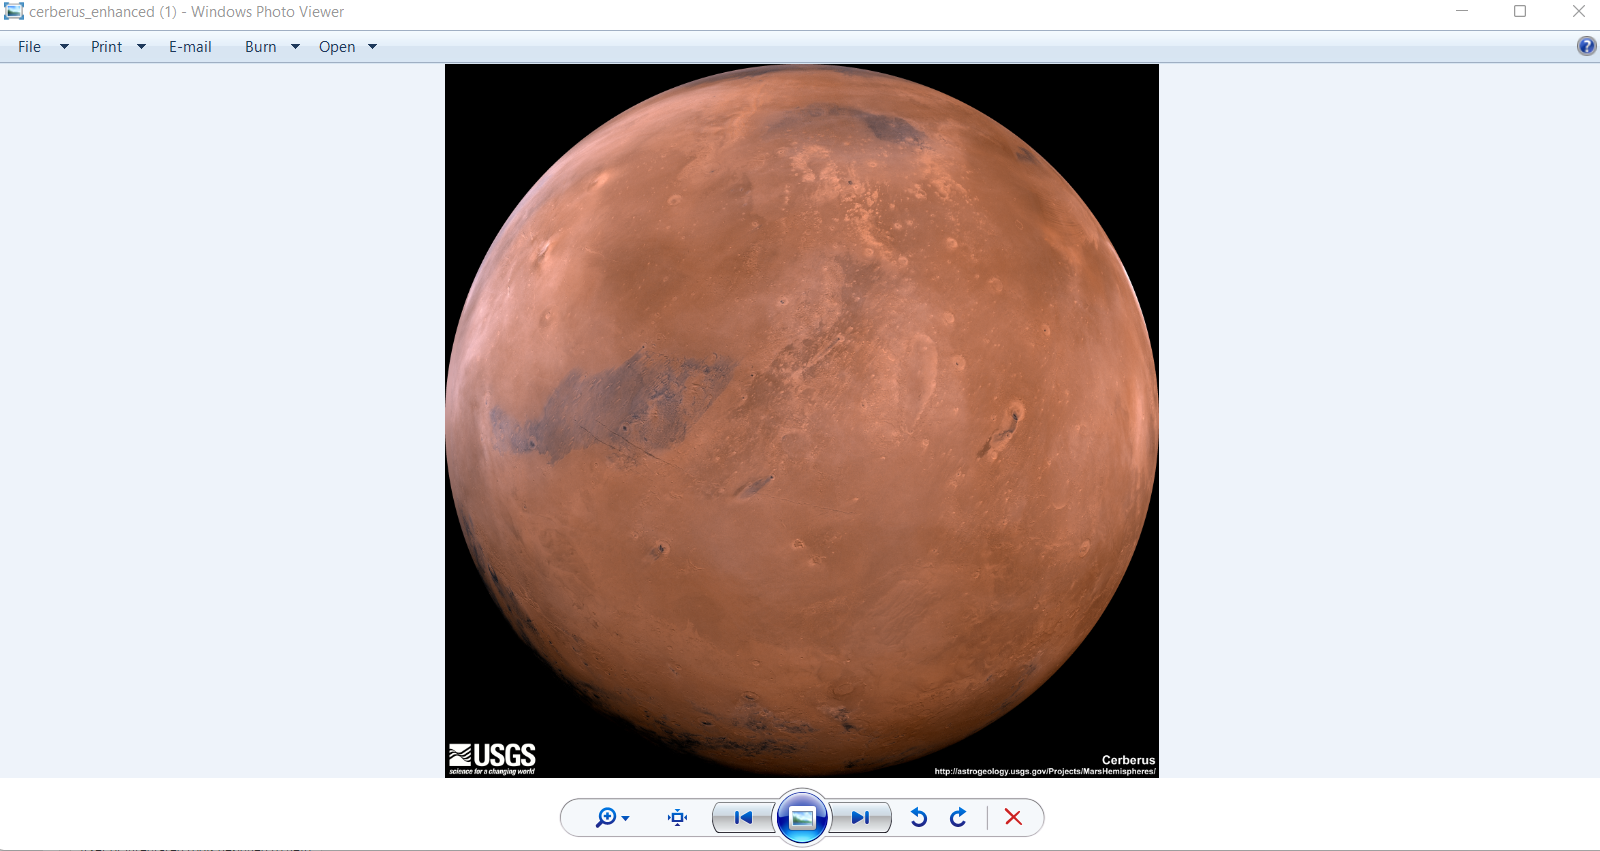 cerberus_enhanced (1) - Windows Photo Viewer
File Print E-mail Burn Open
USGS
science for a changing world
Cerberus
http://astrogeology.usgs.gov/Projects/MarsHemispheres/